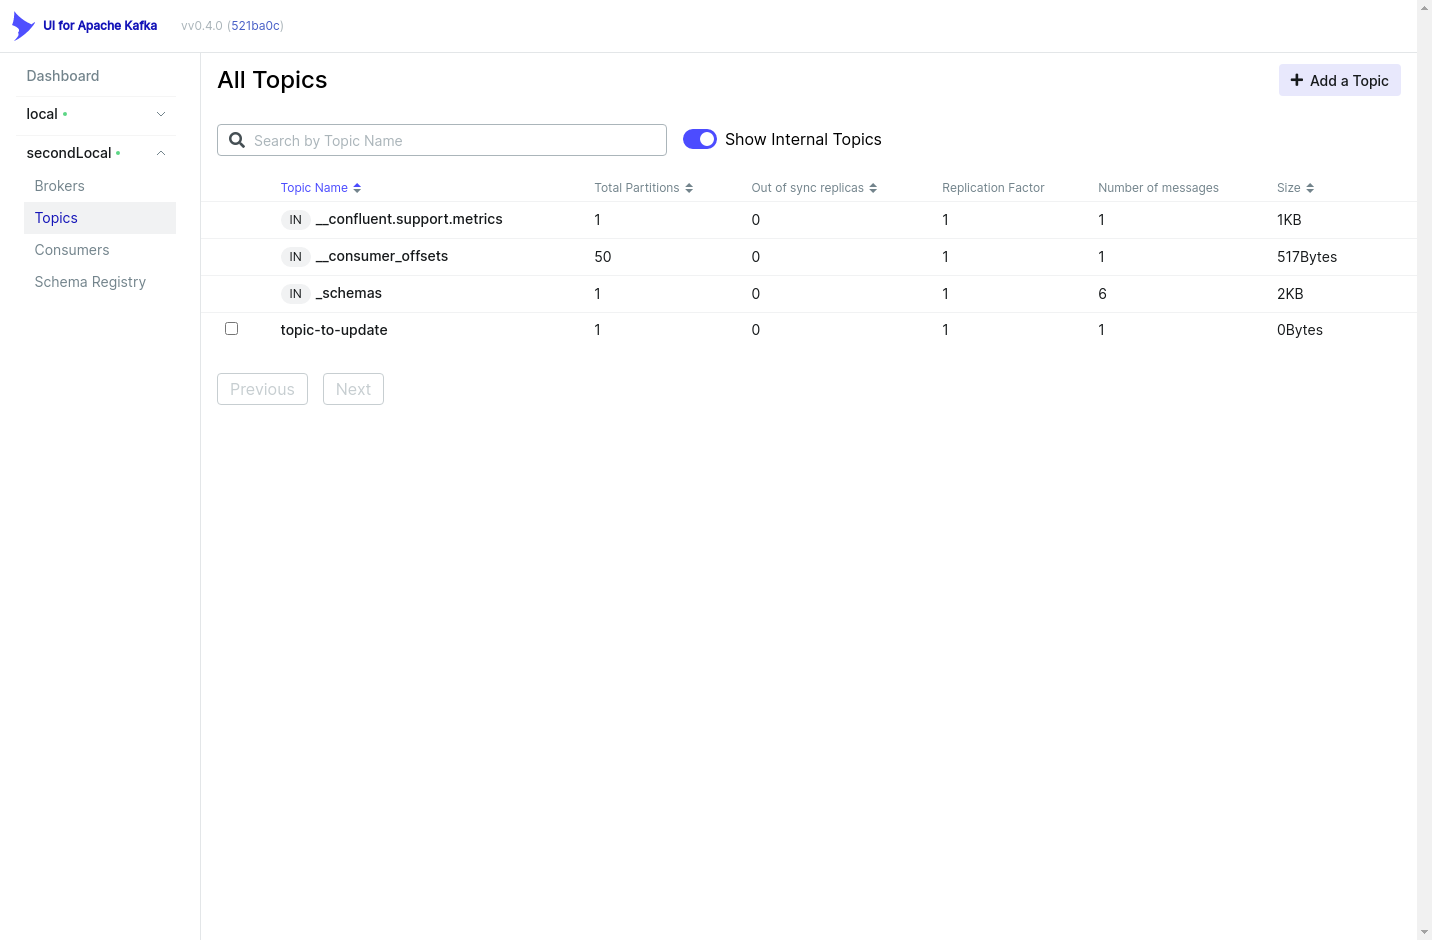 UI for Apache Kafka vv0.4.0 (521ba0c)
Dashboard
local
secondLocal
Brokers
Topics
Consumers
Schema Registry
All Topics
Add a Topic
Search by Topic Name
Show Internal Topics
Topic Name Total Partitions Out of sync replicas Replication Factor Number of messages Size
IN __confluent.support.metrics 1 0 1 1 1KB
IN __consumer_offsets 50 0 1 1 517Bytes
IN _schemas 1 0 1 6 2KB
topic-to-update 1 0 1 1 0Bytes
Previous Next